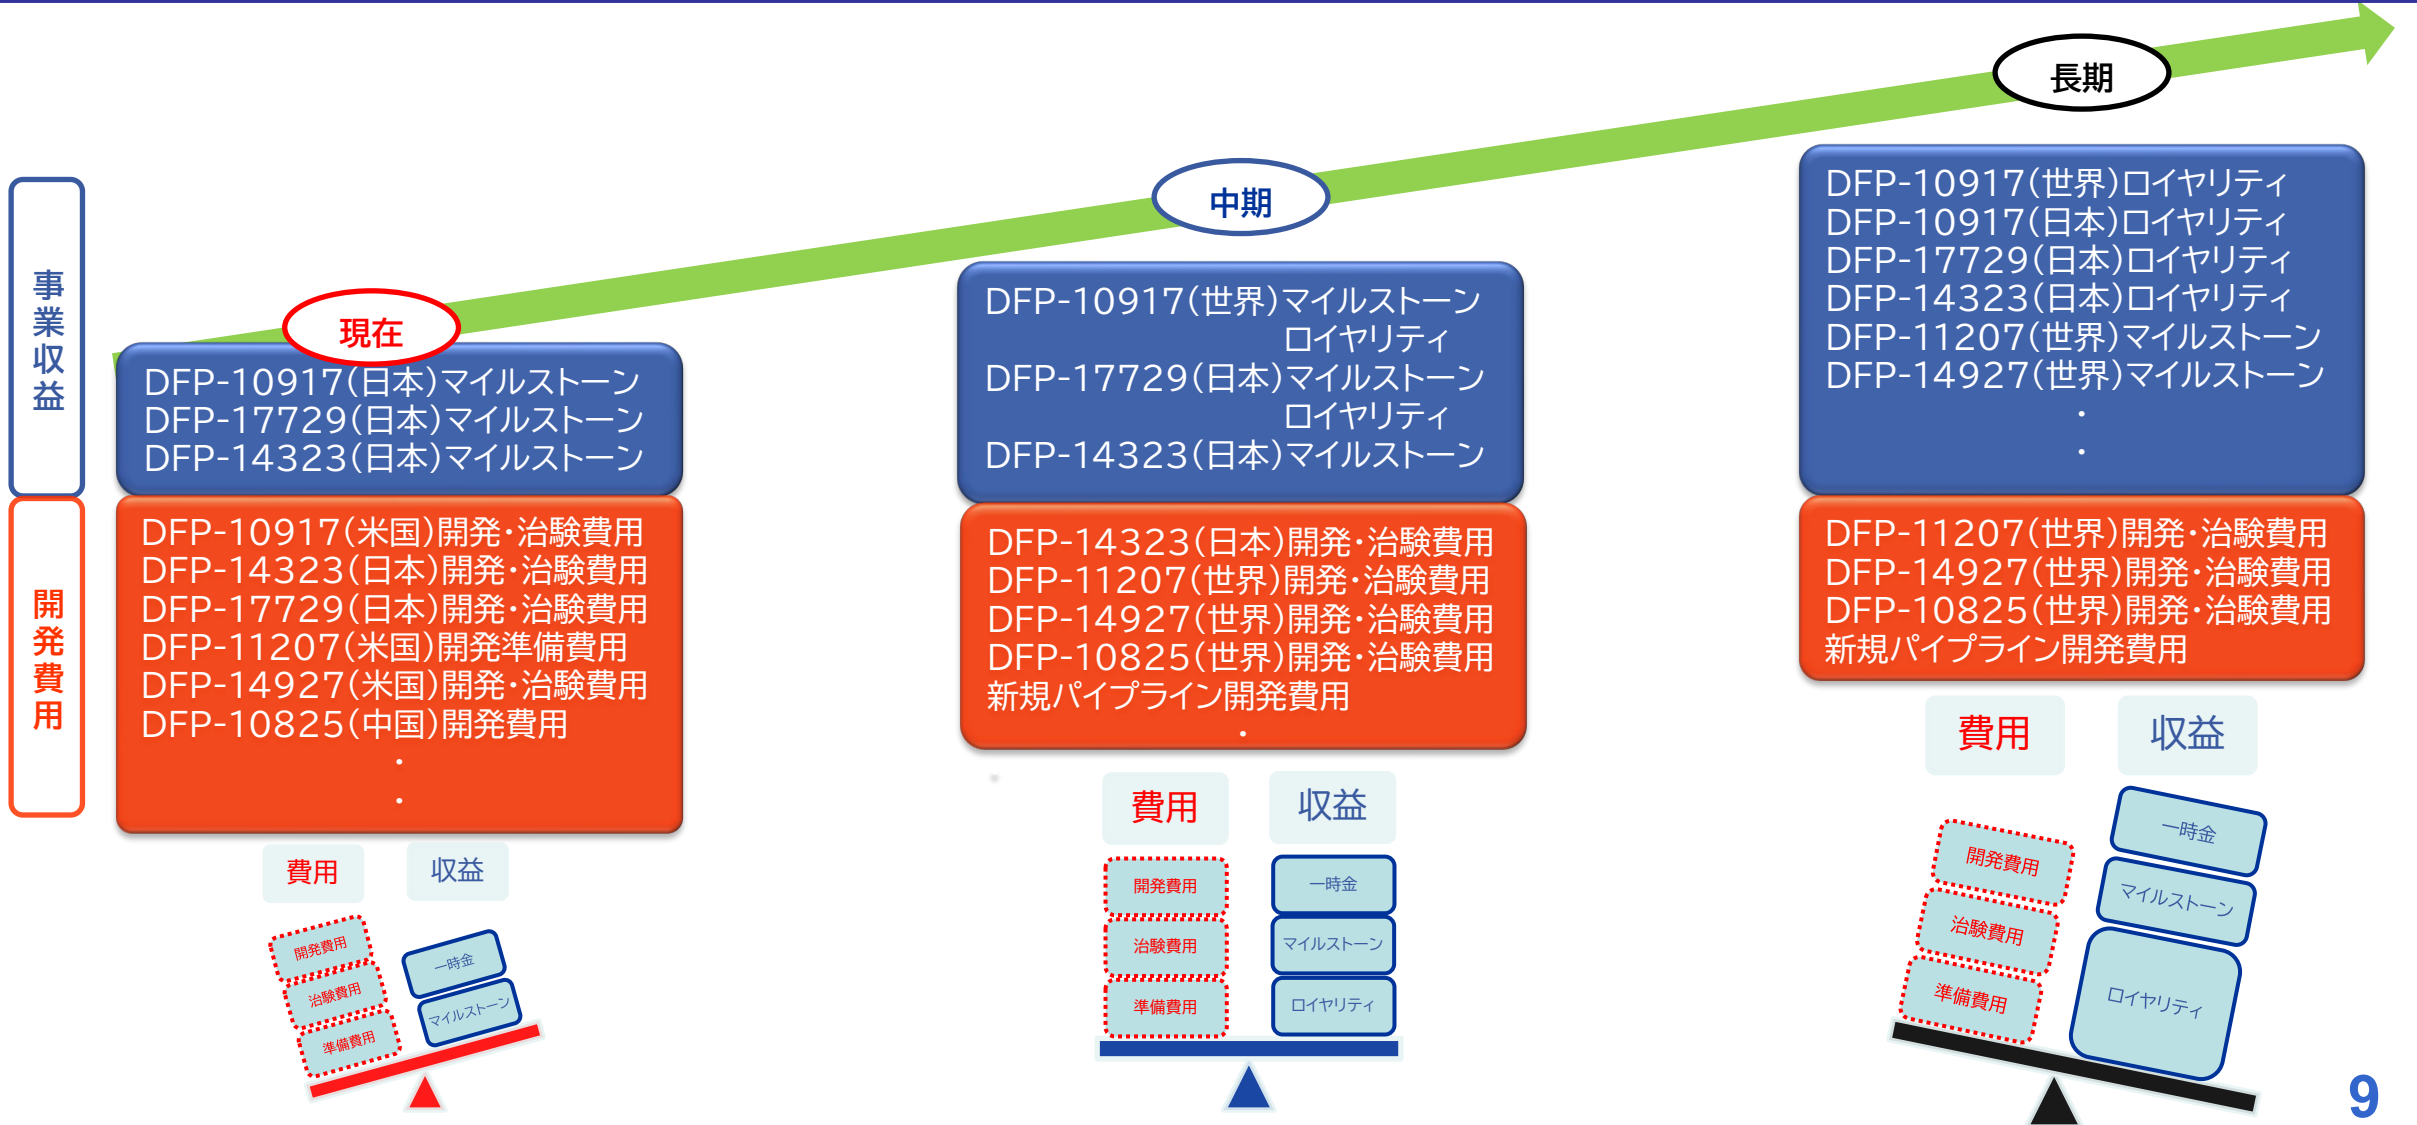 長期
中期
現在
事業収益
DFP-10917(日本)マイルストーン
DFP-17729(日本)マイルストーン
DFP-14323(日本)マイルストーン
DFP-10917(世界)マイルストーン
ロイヤリティ
DFP-17729(日本)マイルストーン
ロイヤリティ
DFP-14323(日本)マイルストーン
DFP-10917(世界)ロイヤリティ
DFP-10917(日本)ロイヤリティ
DFP-17729(日本)ロイヤリティ
DFP-14323(日本)ロイヤリティ
DFP-11207(世界)マイルストーン
DFP-14927(世界)マイルストーン
・
・
開発費用
DFP-10917(米国)開発・治験費用
DFP-14323(日本)開発・治験費用
DFP-17729(日本)開発・治験費用
DFP-11207(米国)開発準備費用
DFP-14927(米国)開発・治験費用
DFP-10825(中国)開発費用
・
・
DFP-14323(日本)開発・治験費用
DFP-11207(世界)開発・治験費用
DFP-14927(世界)開発・治験費用
DFP-10825(世界)開発・治験費用
新規パイプライン開発費用
・
DFP-11207(世界)開発・治験費用
DFP-14927(世界)開発・治験費用
DFP-10825(世界)開発・治験費用
新規パイプライン開発費用
費用
収益
開発費用
治験費用
準備費用
一時金
マイルストーン
費用
収益
開発費用
治験費用
準備費用
一時金
マイルストーン
ロイヤリティ
費用
収益
開発費用
治験費用
準備費用
一時金
マイルストーン
ロイヤリティ
9